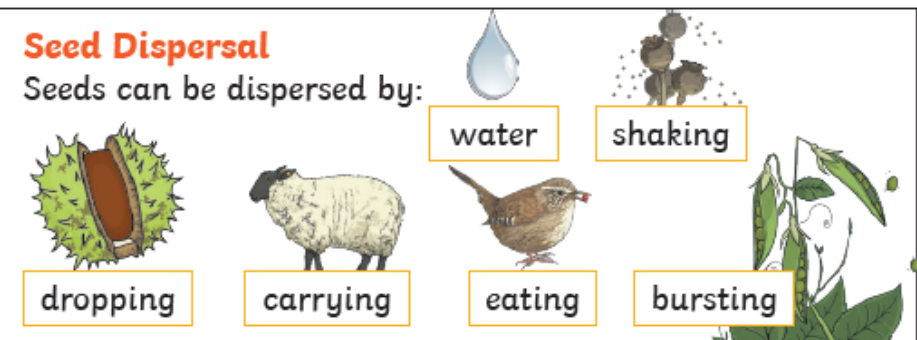 Seed Dispersal
Seeds can be dispersed by:
water
shaking
dropping
carrying
eating
bursting